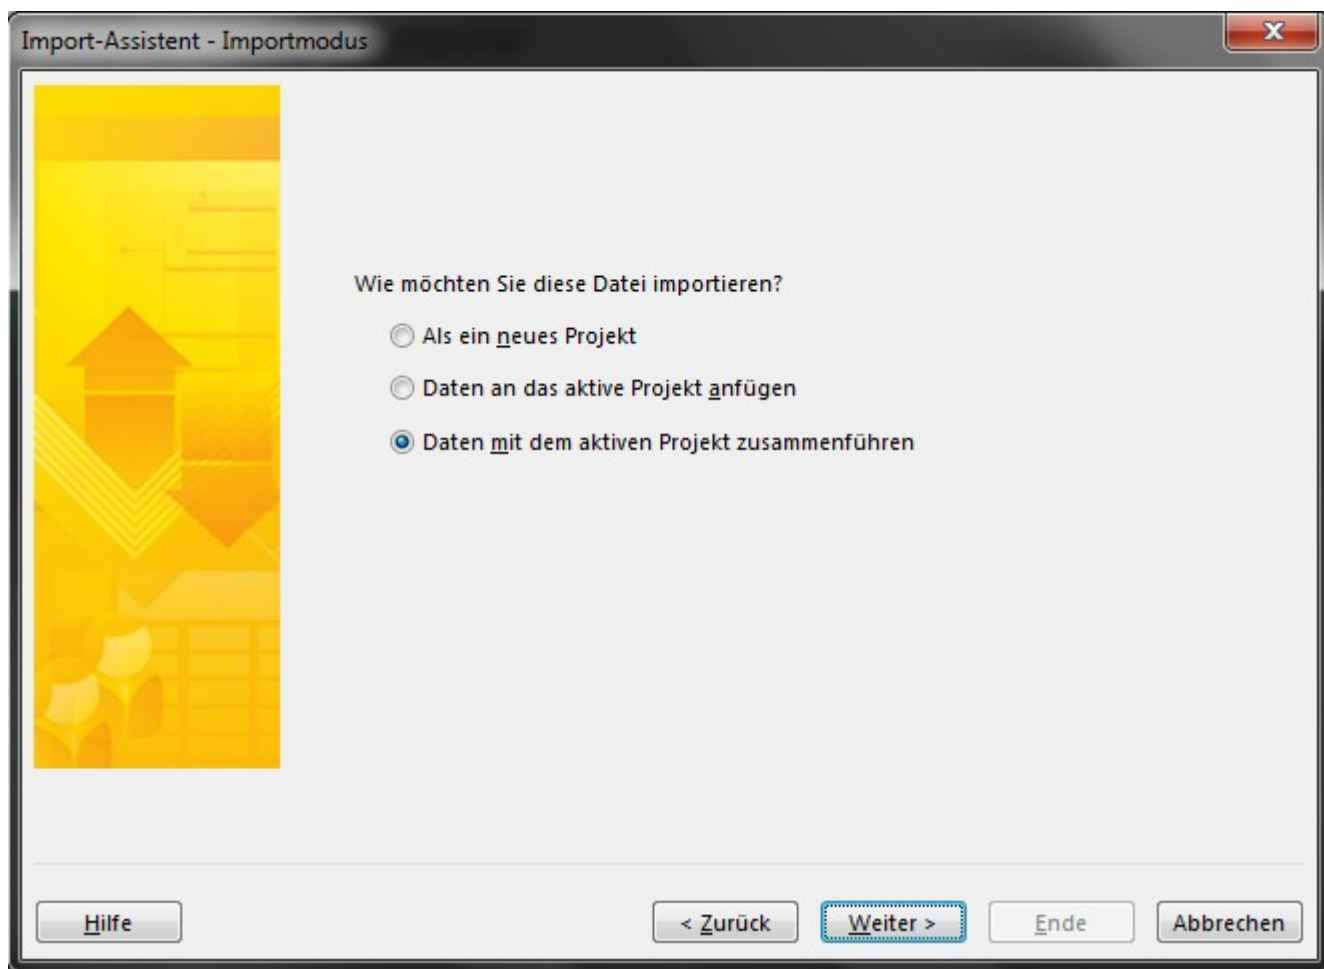 Import-Assistent - Importmodus
Wie möchten Sie diese Datei importieren?
Als ein neues Projekt
Daten an das aktive Projekt anfügen
Daten mit dem aktiven Projekt zusammenführen
Hilfe
< Zurück
Weiter >
Ende
Abbrechen